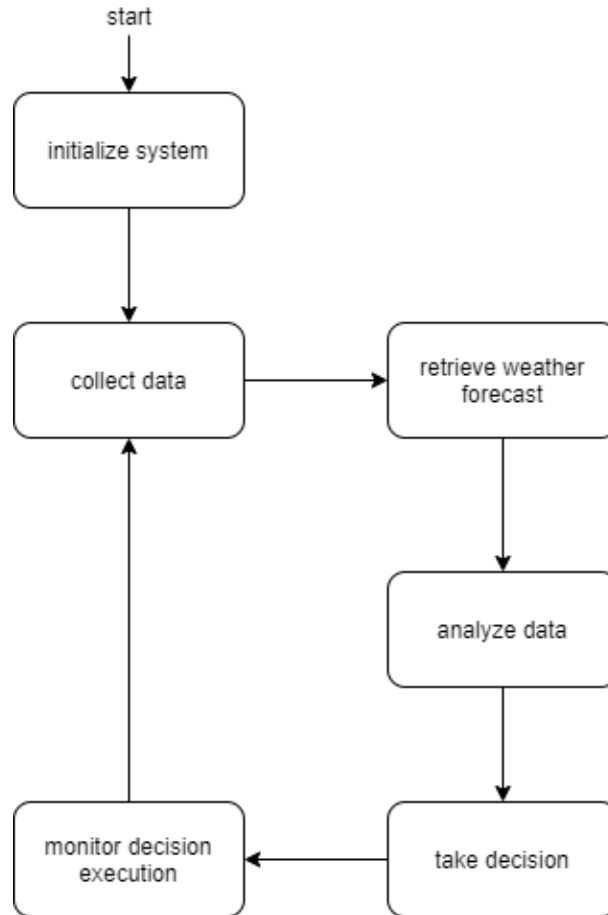 start
initialize system
collect data
retrieve weather
forecast
analyze data
take decision
monitor decision
execution